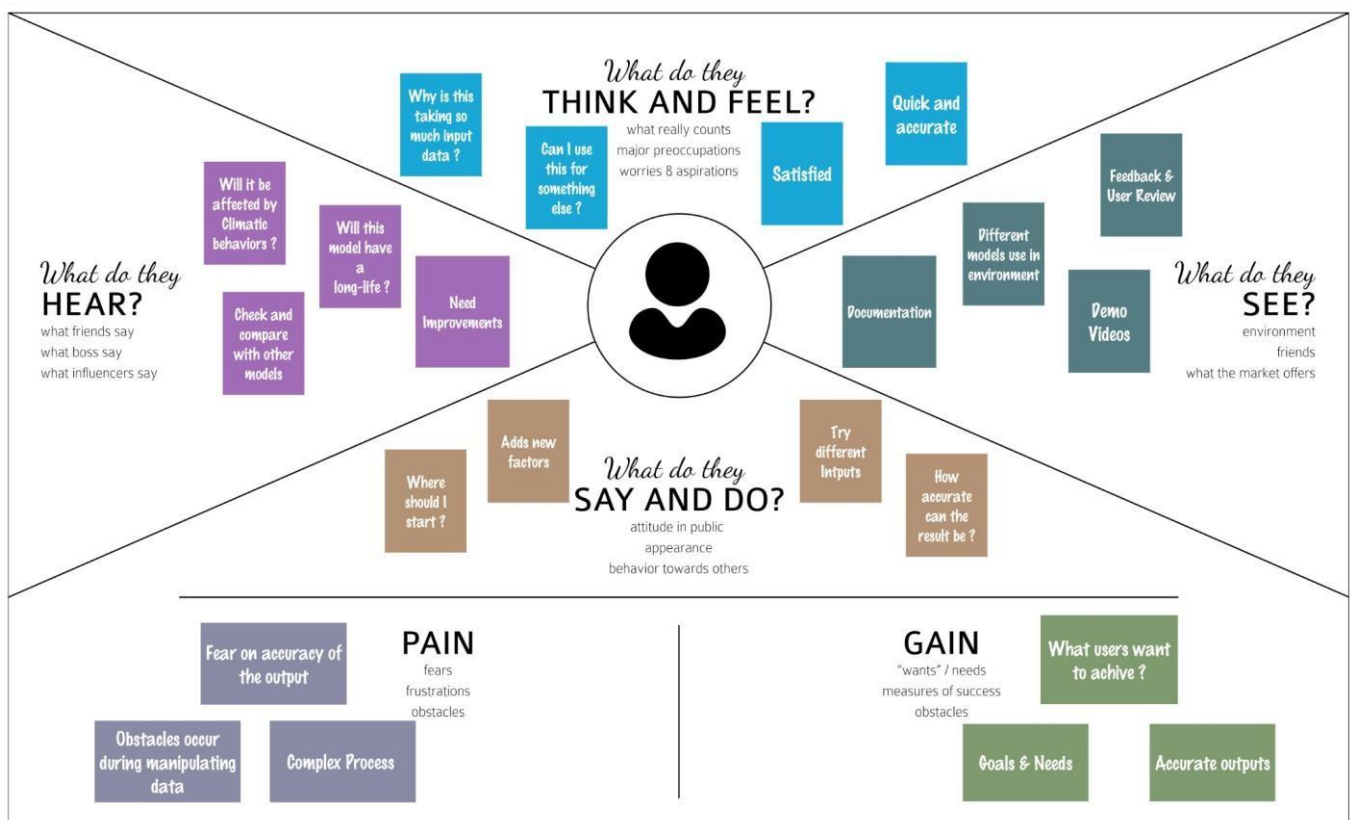 What do they
THINK AND FEEL?
what really counts
major preoccupations
worries & aspirations
Why is this
taking so
much input
data ?
Can I use
this for
something
else ?
Satisfied
Quick and
accurate
What do they
HEAR?
what friends say
what boss say
what influencers say
Will it be
affected by
Climatic
behaviors ?
Will this
model have
a
long-life ?
Check and
compare
with other
models
Need
Improvements
What do they
SEE?
environment
friends
what the market offers
Feedback &
User Review
Different
models use in
environment
Documentation
Demo
Videos
What do they
SAY AND DO?
attitude in public
appearance
behavior towards others
Where
should I
start ?
Adds new
factors
Try
different
Intputs
How
accurate
can the
result be ?
PAIN
fears
frustrations
obstacles
Fear on accuracy of
the output
Obstacles occur
during manipulating
data
Complex Process
GAIN
"wants" / needs
measures of success
obstacles
What users want
to achive ?
Goals & Needs
Accurate outputs